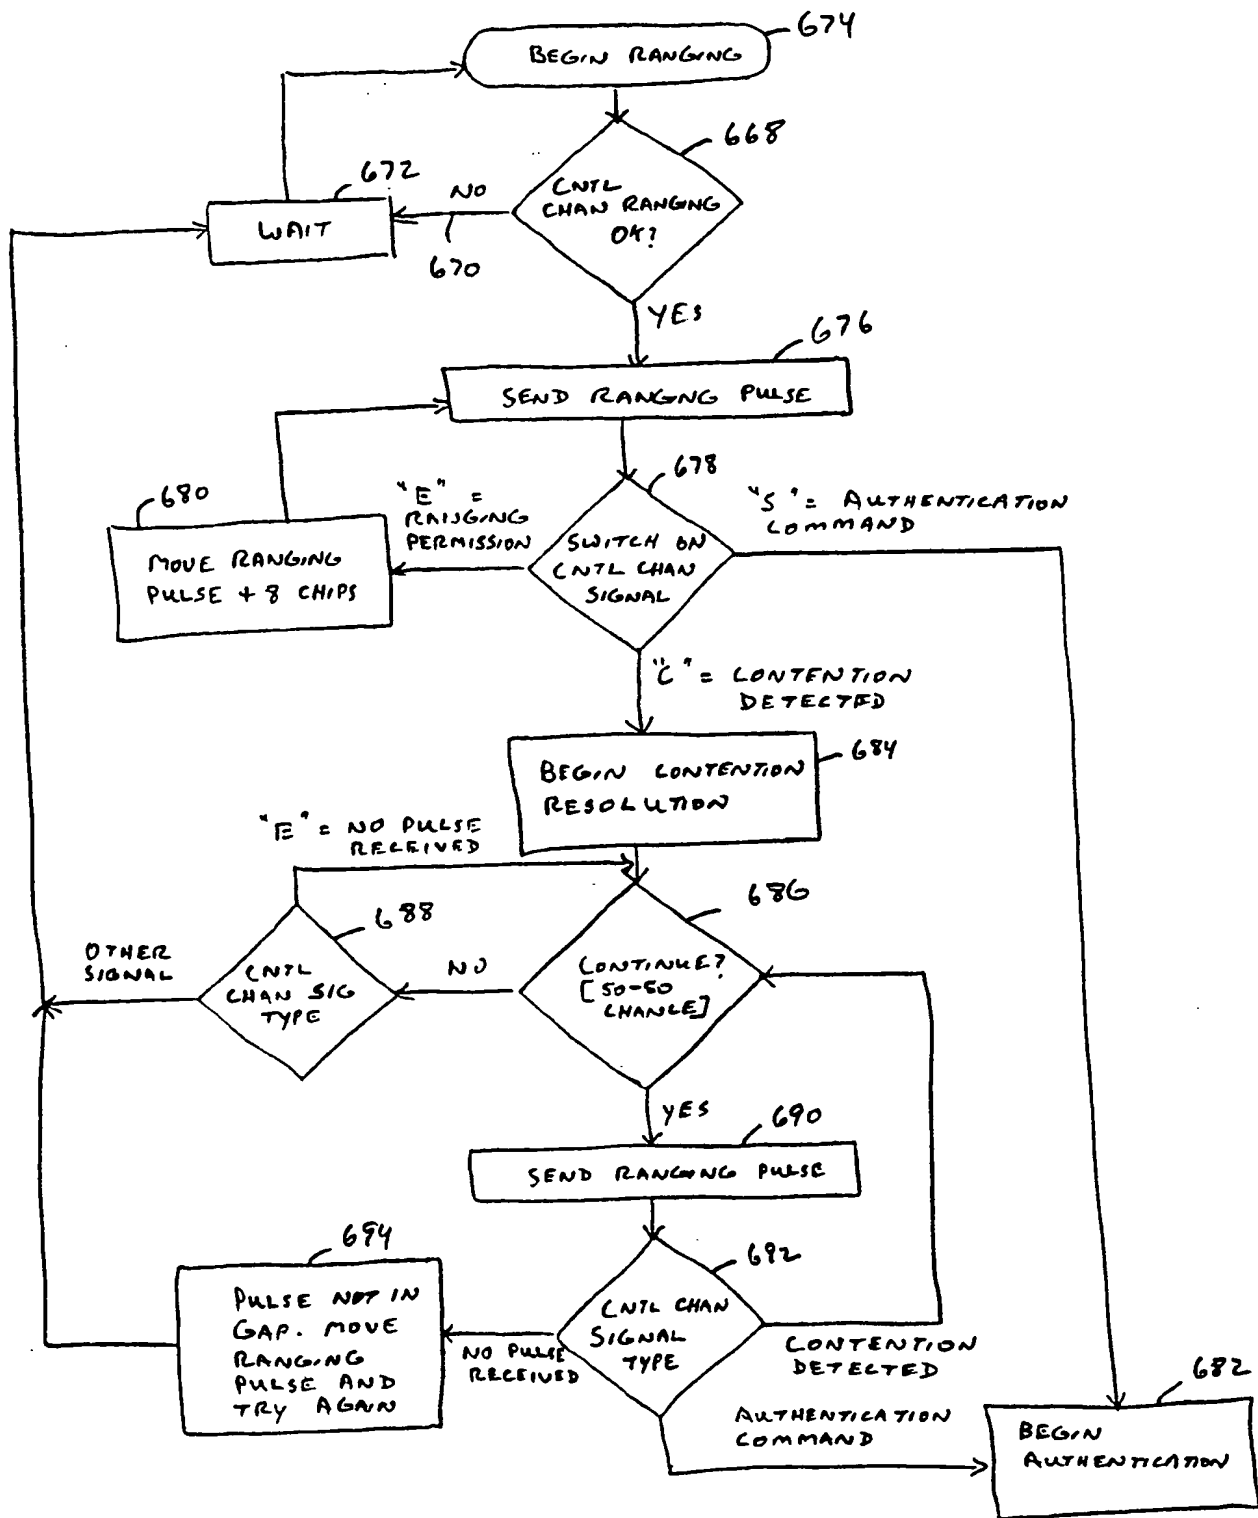 674
BEGIN RANGING
668
CNTL
CHAN RANGING
OK?
NO
670
672
WAIT
YES
676
SEND RANGING PULSE
678
SWITCH ON
CNTL CHAN
SIGNAL
"E" =
RANGING
PERMISSION
680
MOVE RANGING
PULSE + 8 CHIPS
"S" = AUTHENTICATION
COMMAND
"C" = CONTENTION
DETECTED
684
BEGIN CONTENTION
RESOLUTION
"E" = NO PULSE
RECEIVED
686
CONTINUE?
[50-50
CHANCE]
NO
688
CNTL
CHAN SIG
TYPE
OTHER
SIGNAL
YES
690
SEND RANGING PULSE
692
CNTL CHAN
SIGNAL
TYPE
NO PULSE
RECEIVED
694
PULSE NOT IN
GAP. MOVE
RANGING
PULSE AND
TRY AGAIN
CONTENTION
DETECTED
AUTHENTICATION
COMMAND
682
BEGIN
AUTHENTICATION